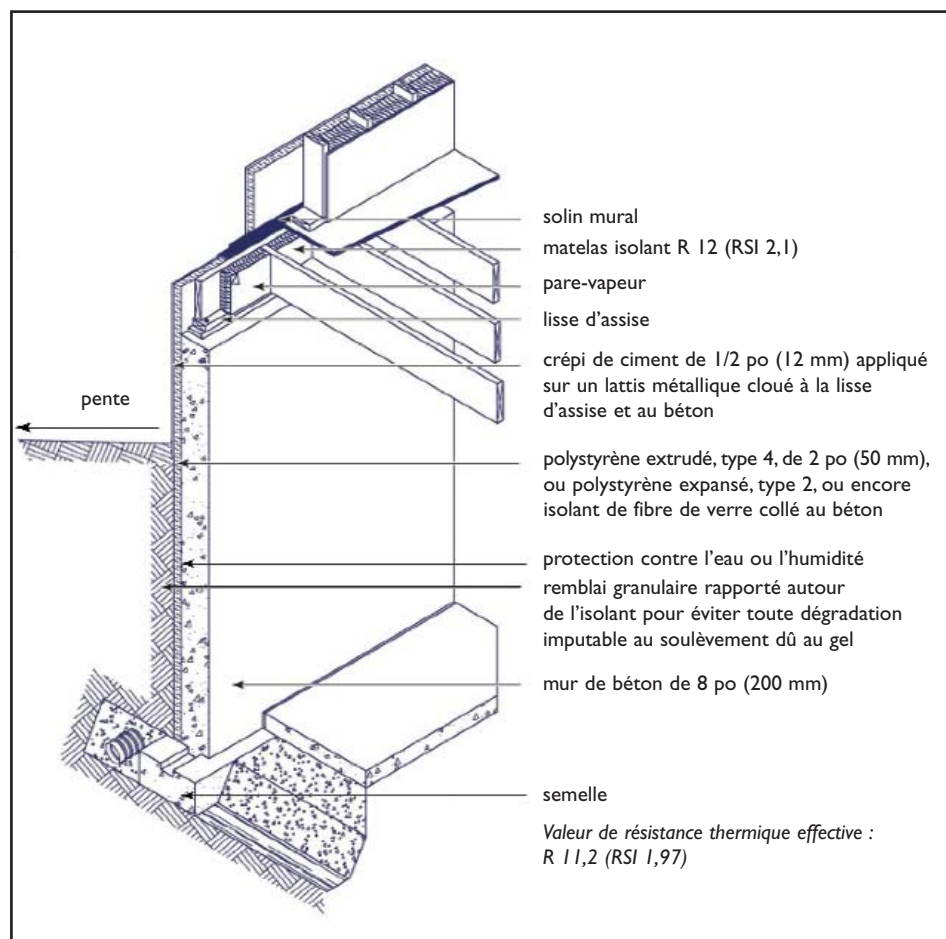 solin mural
matelas isolant R 12 (RSI 2,1)
pare-vapeur
lisse d'assise
crépi de ciment de 1/2 po (12 mm) appliqué
sur un lattis métallique cloué à la lisse
d'assise et au béton
pente
polystyrène extrudé, type 4, de 2 po (50 mm),
ou polystyrène expansé, type 2, ou encore
isolant de fibre de verre collé au béton
protection contre l'eau ou l'humidité
remblai granulaire rapporté autour
de l'isolant pour éviter toute dégradation
imputable au soulèvement dû au gel
mur de béton de 8 po (200 mm)
semelle
Valeur de résistance thermique effective :
R 11,2 (RSI 1,97)